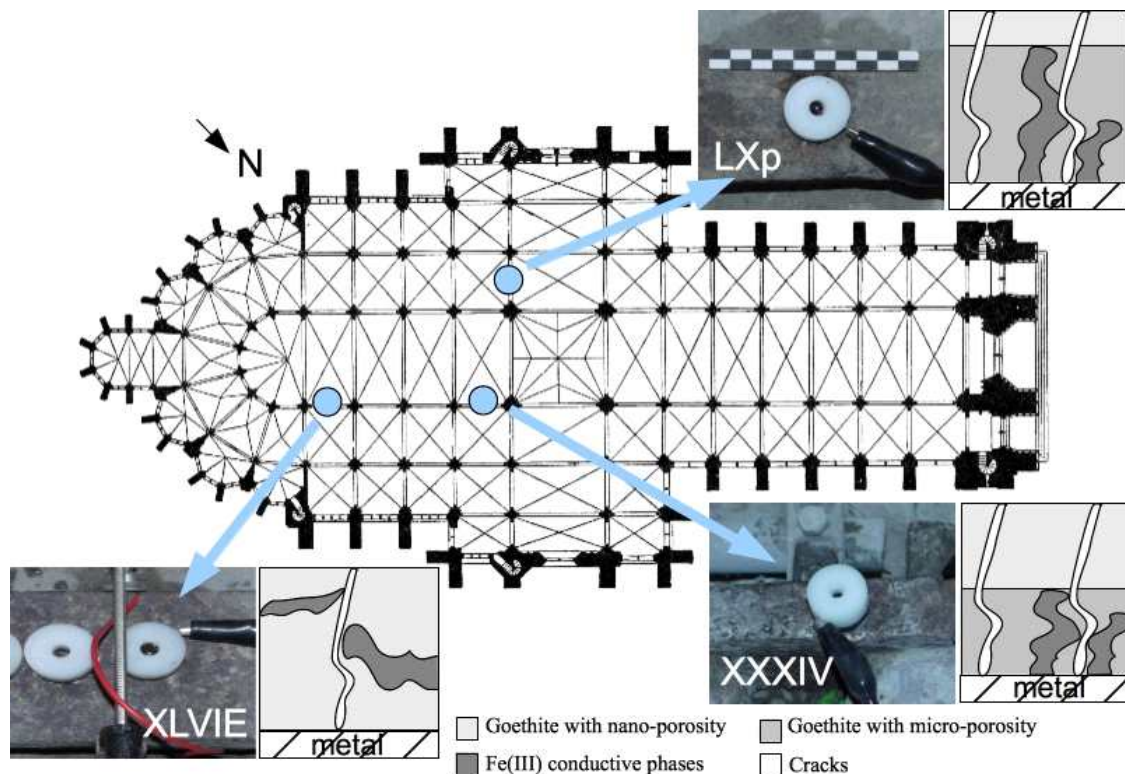 N
LXp
metal
XXXIV
metal
XLVIE
metal
Goethite with nano-porosity
Goethite with micro-porosity
Fe(III) conductive phases
Cracks